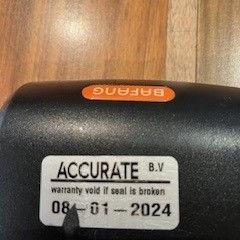 BAFANG
ACCURATE B.V
warranty void if seal is broken
08-01-2024